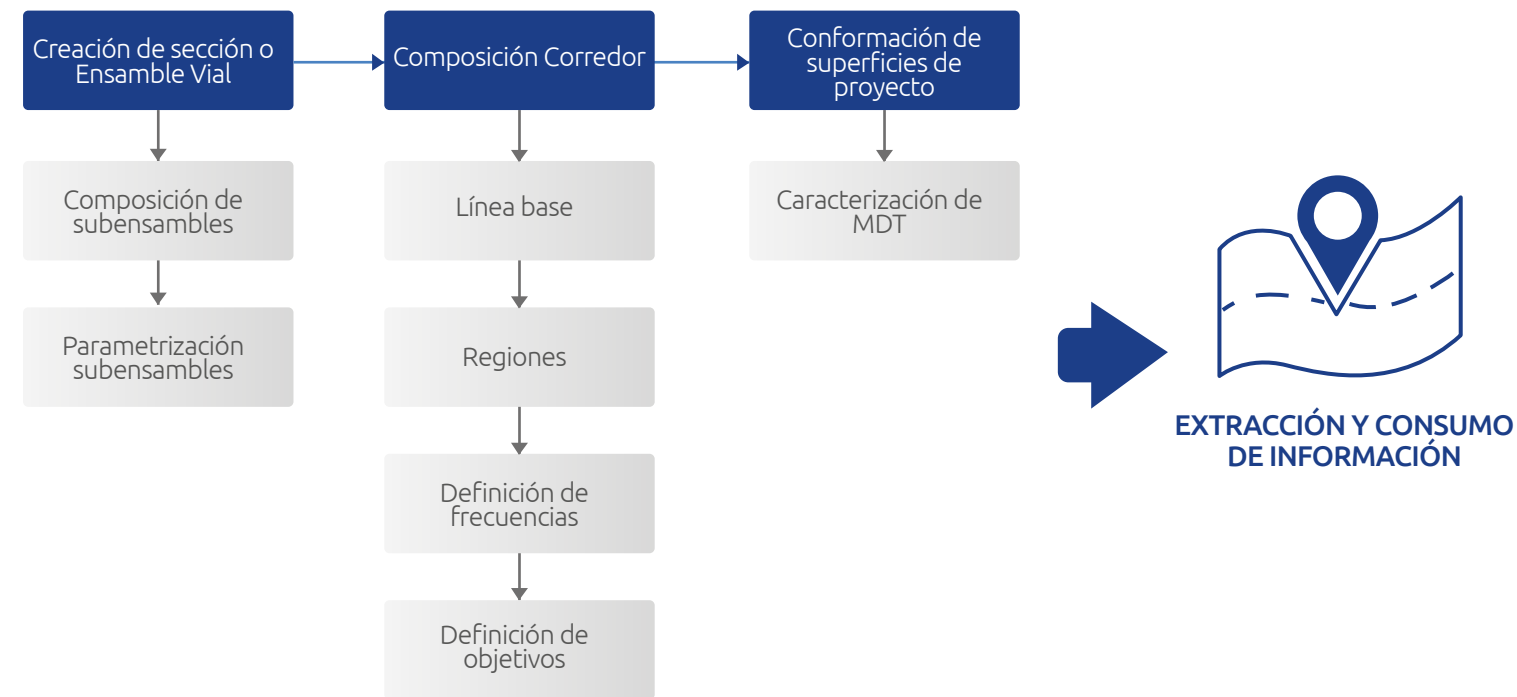 Creación de sección o
Ensamble Vial
Composición Corredor
Conformación de
superficies de
proyecto
Composición de
subensambles
Línea base
Caracterización de
MDT
Parametrización
subensambles
Regiones
Definición de
frecuencias
Definición de
objetivos
EXTRACCIÓN Y CONSUMO
DE INFORMACIÓN